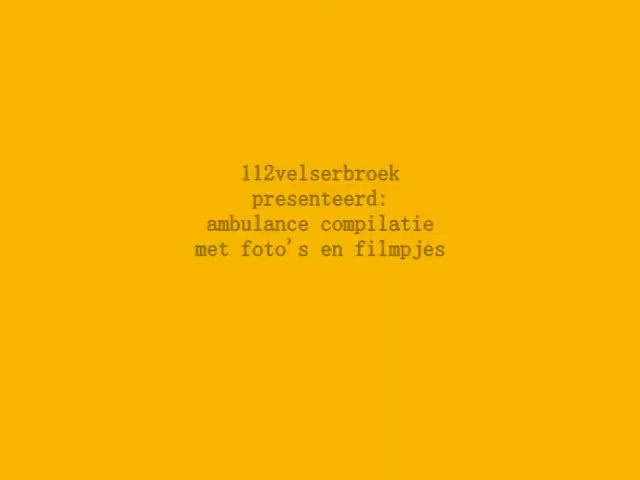 112velserbroek
presenteerd:
ambulance compilatie
met foto's en filmpjes